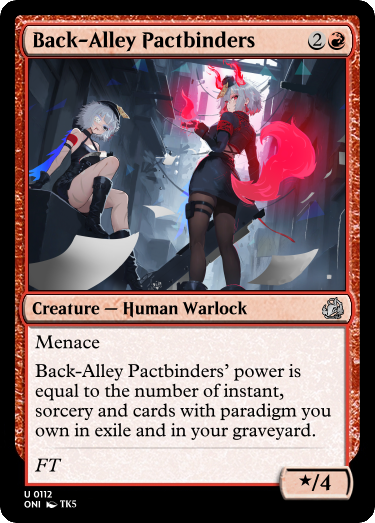 Back-Alley Pactbinders 2
Creature — Human Warlock
Menace
Back-Alley Pactbinders' power is
equal to the number of instant,
sorcery and cards with paradigm you
own in exile and in your graveyard.
FT
★/4
U 0112
ONI TK5